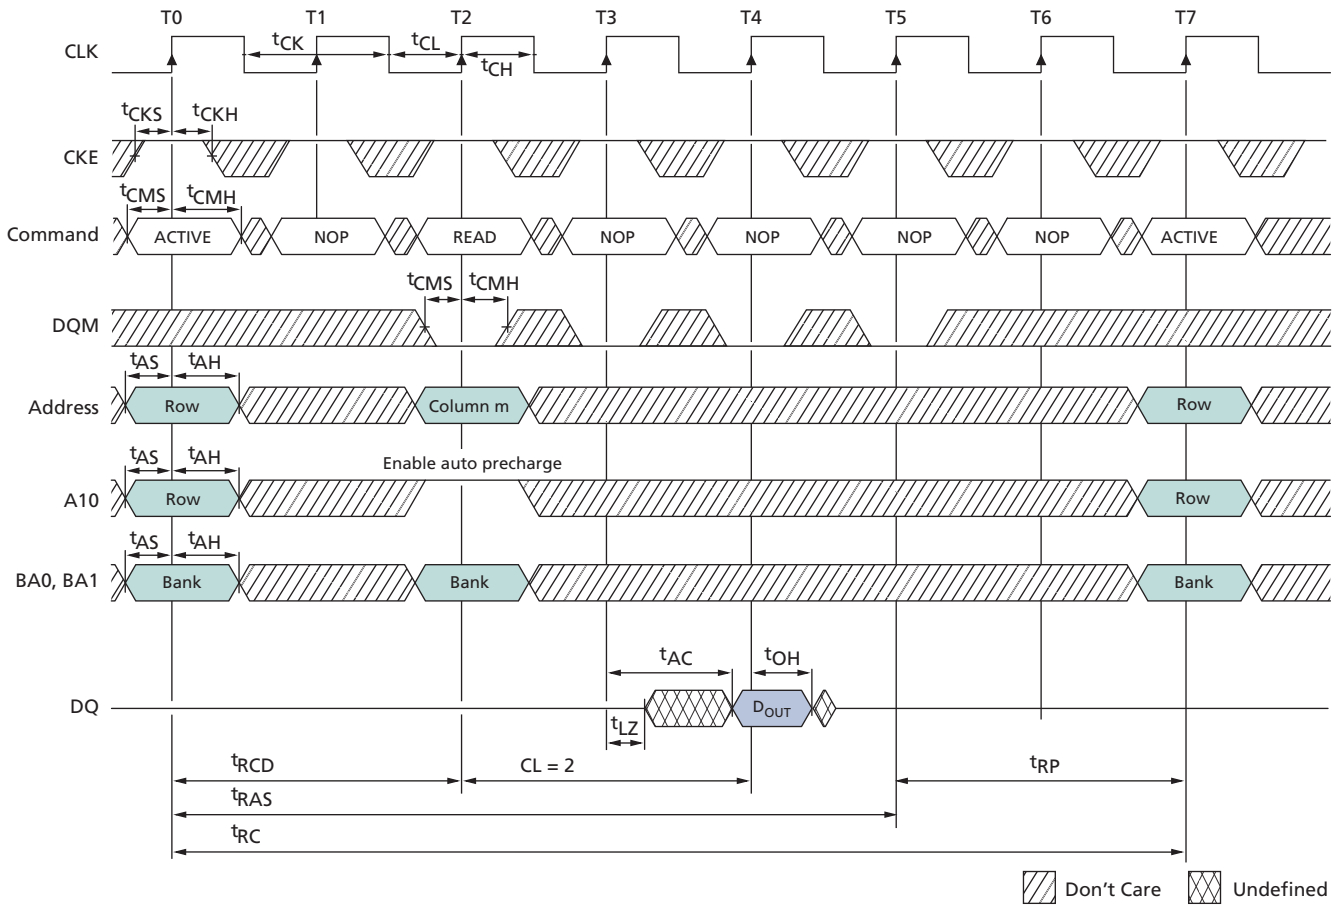 T0 T1 T2 T3 T4 T5 T6 T7
CLK tCK tCL
tCH
tCKS tCKH
CKE
tCMS tCMH
Command ACTIVE NOP READ NOP NOP NOP NOP ACTIVE
tCMS tCMH
DQM
tAS tAH
Address Row Column m Row
tAS tAH Enable auto precharge
A10 Row Row
tAS tAH
BA0, BA1 Bank Bank Bank
tAC tOH
DQ DOUT
tLZ
tRCD CL = 2 tRP
tRAS
tRC
Don't Care Undefined